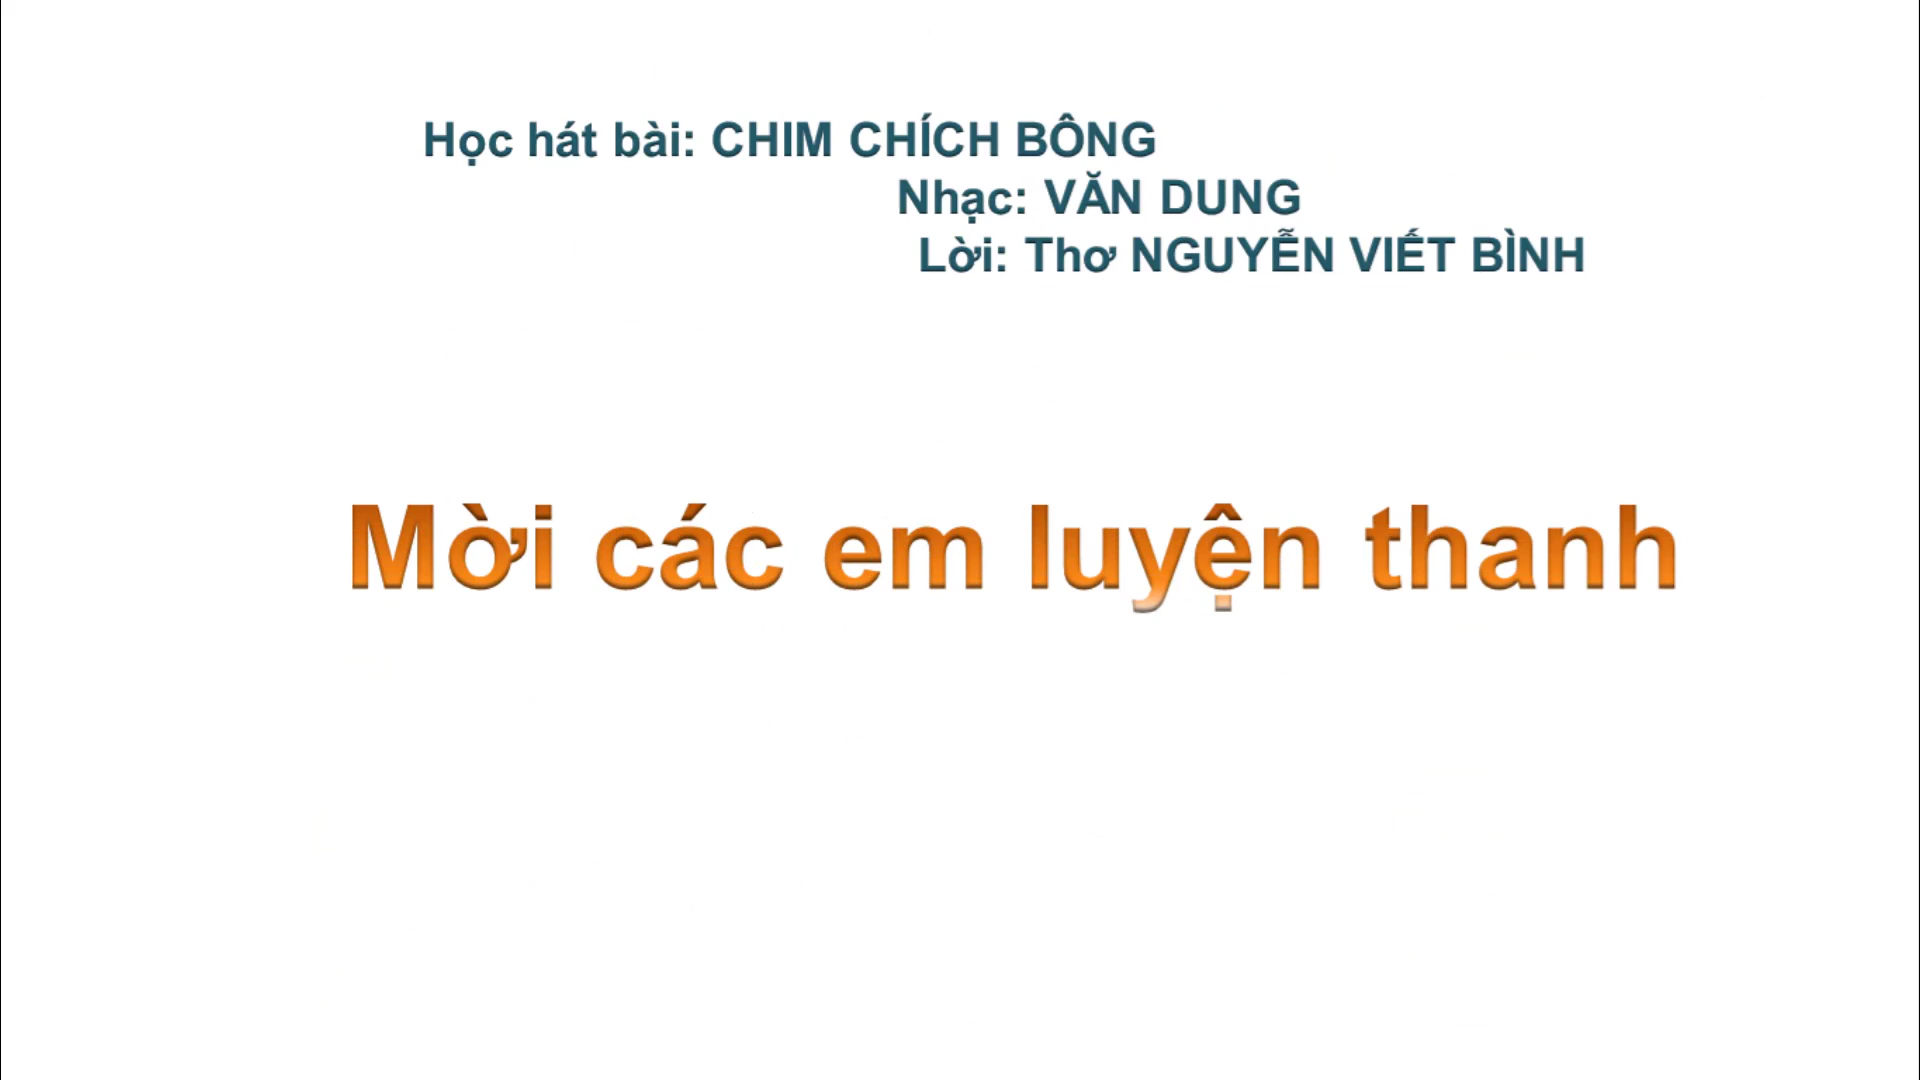 Học hát bài: CHIM CHÍCH BÔNG
Nhạc: VĂN DUNG
Lời: Thơ NGUYỄN VIẾT BÌNH
Mời các em luyện thanh